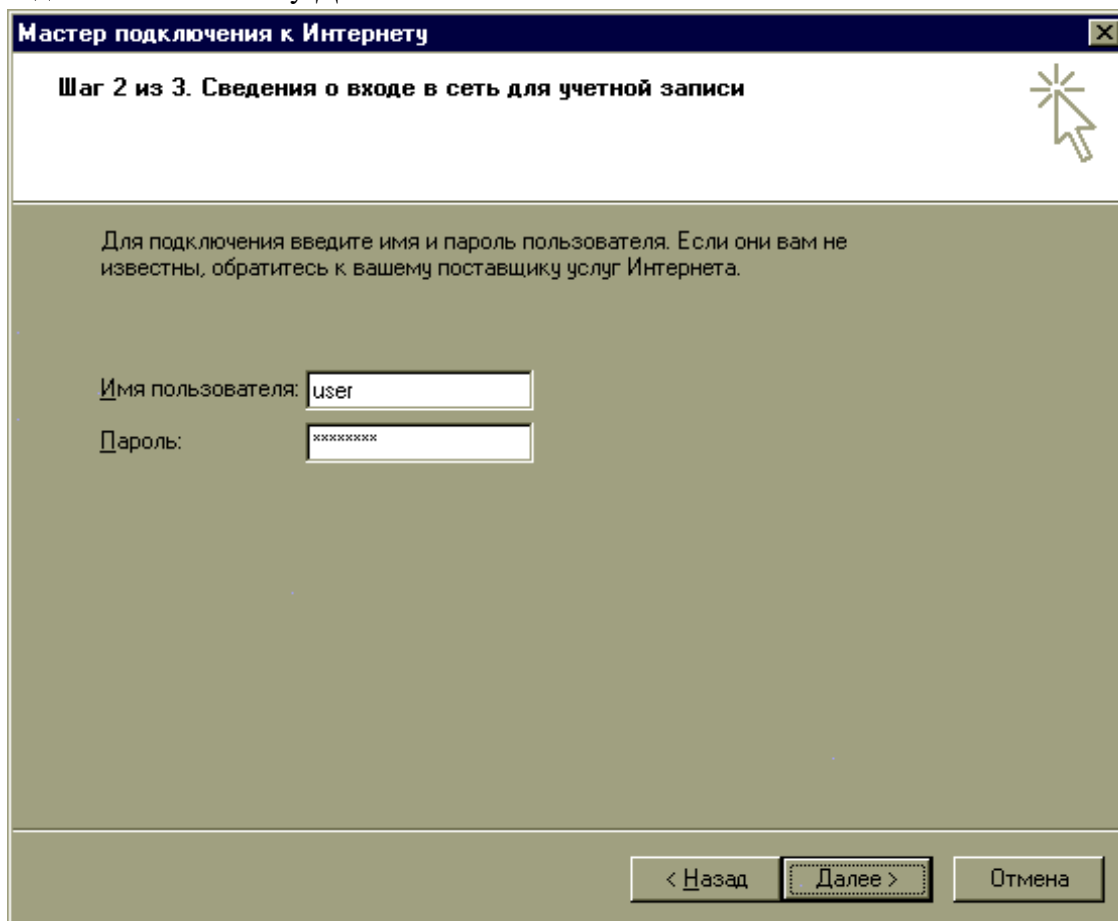 Мастер подключения к Интернету
Шаг 2 из 3. Сведения о входе в сеть для учетной записи
Для подключения введите имя и пароль пользователя. Если они вам не
известны, обратитесь к вашему поставщику услуг Интернета.
Имя пользователя: user
Пароль: ********
< Назад Далее > Отмена